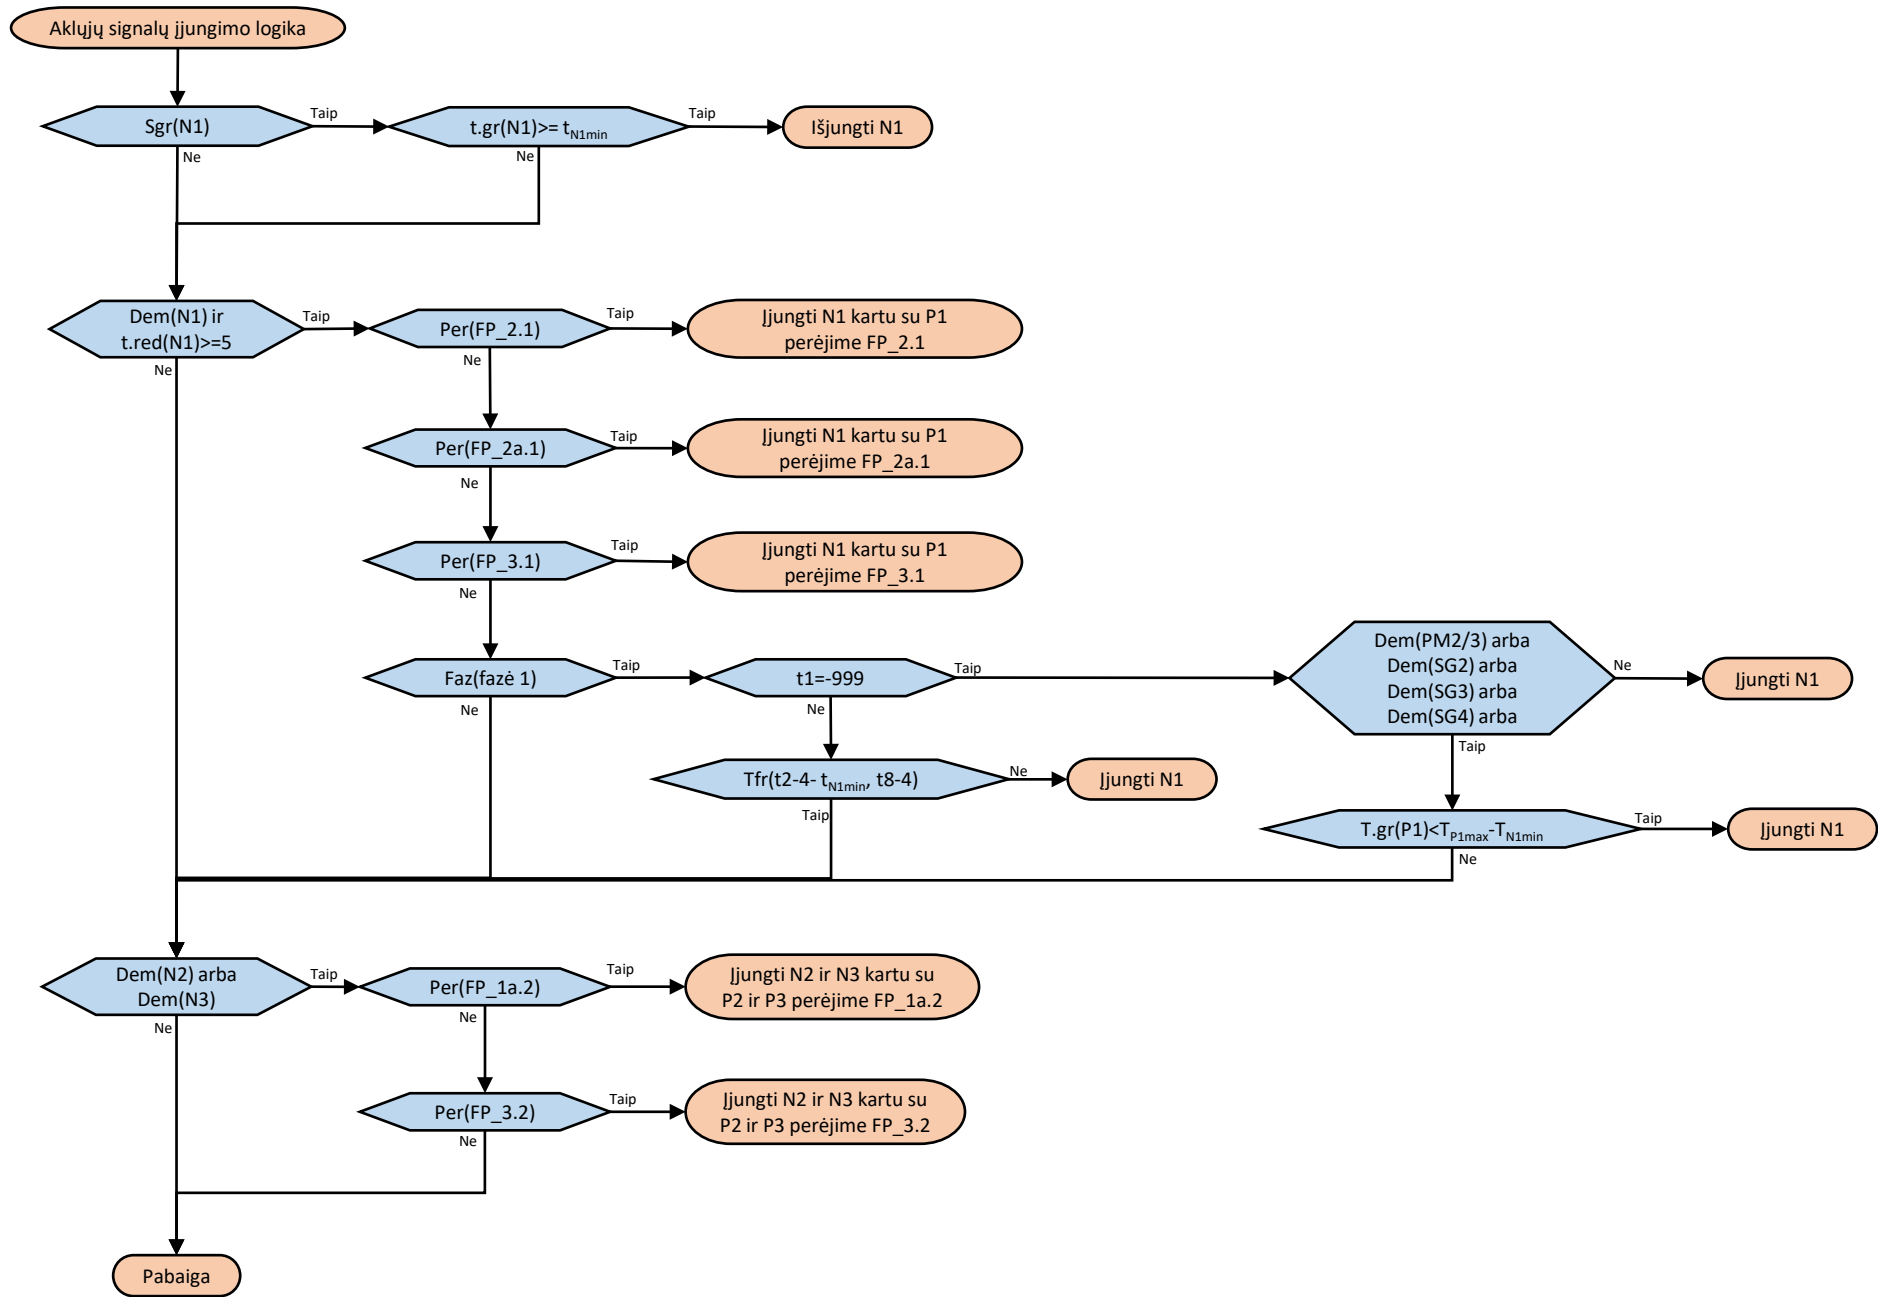 Aklųjų signalų įjungimo logika
Sgr(N1)
Taip
t.gr(N1)>= tN1min
Taip
Išjungti N1
Ne
Ne
Dem(N1) ir
t.red(N1)>=5
Taip
Per(FP_2.1)
Taip
Įjungti N1 kartu su P1
perėjime FP_2.1
Ne
Ne
Per(FP_2a.1)
Taip
Įjungti N1 kartu su P1
perėjime FP_2a.1
Ne
Per(FP_3.1)
Taip
Įjungti N1 kartu su P1
perėjime FP_3.1
Ne
Faz(fazė 1)
Taip
t1=-999
Taip
Dem(PM2/3) arba
Dem(SG2) arba
Dem(SG3) arba
Dem(SG4) arba
Ne
Įjungti N1
Ne
Ne
Taip
Tfr(t2-4- tN1min, t8-4)
Ne
Įjungti N1
Taip
T.gr(P1)<TP1max-TN1min
Taip
Įjungti N1
Ne
Dem(N2) arba
Dem(N3)
Taip
Per(FP_1a.2)
Taip
Įjungti N2 ir N3 kartu su
P2 ir P3 perėjime FP_1a.2
Ne
Ne
Per(FP_3.2)
Taip
Įjungti N2 ir N3 kartu su
P2 ir P3 perėjime FP_3.2
Ne
Pabaiga